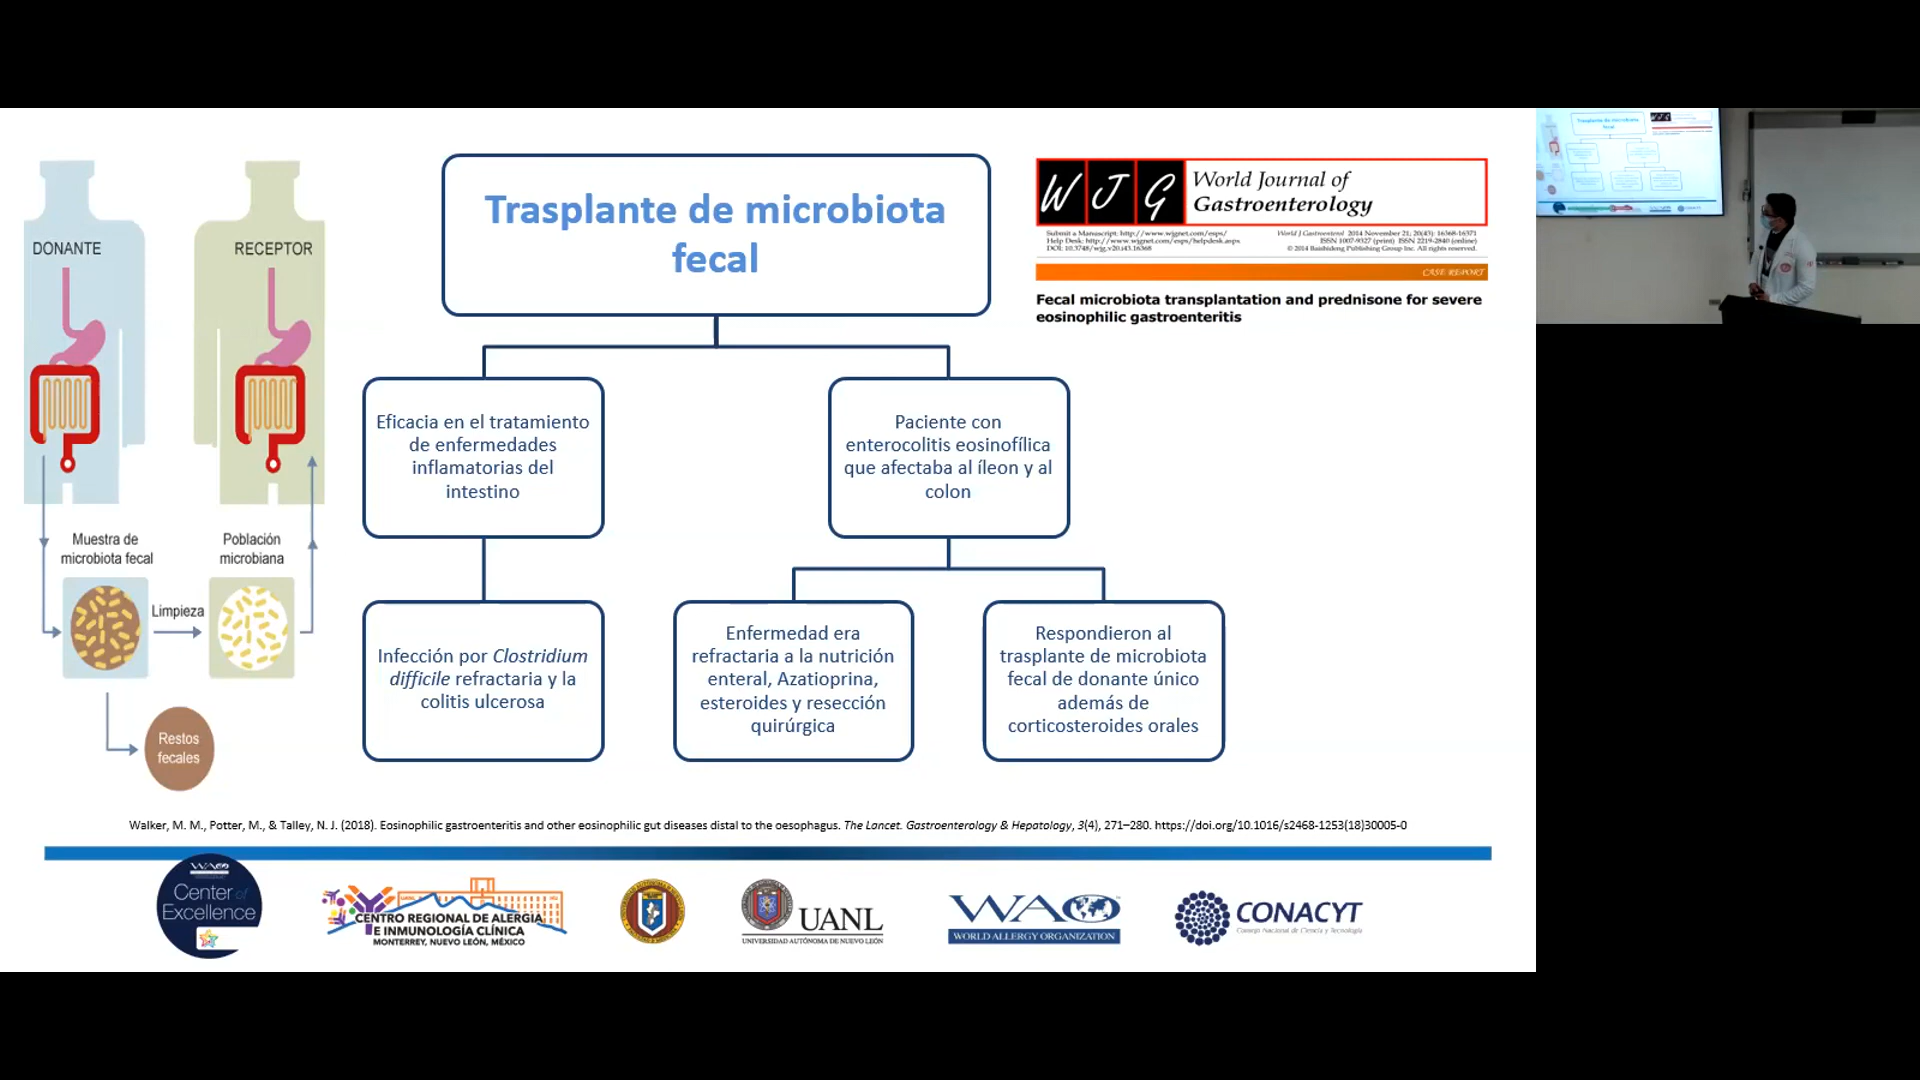 DONANTE
RECEPTOR
Muestra de
microbiota fecal
Población
microbiana
Limpieza
Restos
fecales
Trasplante de microbiota
fecal
Eficacia en el tratamiento
de enfermedades
inflamatorias del
intestino
Paciente con
enterocolitis eosinofílica
que afectaba al íleon y al
colon
Infección por Clostridium
difficile refractaria y la
colitis ulcerosa
Enfermedad era
refractaria a la nutrición
enteral, Azatioprina,
esteroides y resección
quirúrgica
Respondieron al
trasplante de microbiota
fecal de donante único
además de
corticosteroides orales
WJG
World Journal of
Gastroenterology
Submit a Manuscript: http://www.wjgnet.com/esps/
Help Desk: http://www.wjgnet.com/esps/helpdesk.aspx
DOI: 10.3748/wjg.v20.i43.16368
World J Gastroenterol 2014 November 21; 20(43): 16368-16371
ISSN 1007-9327 (print) ISSN 2219-2840 (online)
© 2014 Baishideng Publishing Group Inc. All rights reserved.
CASE REPORT
Fecal microbiota transplantation and prednisone for severe
eosinophilic gastroenteritis
Walker, M. M., Potter, M., & Talley, N. J. (2018). Eosinophilic gastroenteritis and other eosinophilic gut diseases distal to the oesophagus. The Lancet. Gastroenterology & Hepatology, 3(4), 271–280. https://doi.org/10.1016/s2468-1253(18)30005-0
WAO
Center of
Excellence
CENTRO REGIONAL DE ALERGIA
E INMUNOLOGÍA CLÍNICA
MONTERREY, NUEVO LEÓN, MÉXICO
UANL
UNIVERSIDAD AUTÓNOMA DE NUEVO LEÓN
WAO
WORLD ALLERGY ORGANIZATION
CONACYT
Consejo Nacional de Ciencia y Tecnología
Trasplante de microbiota
fecal